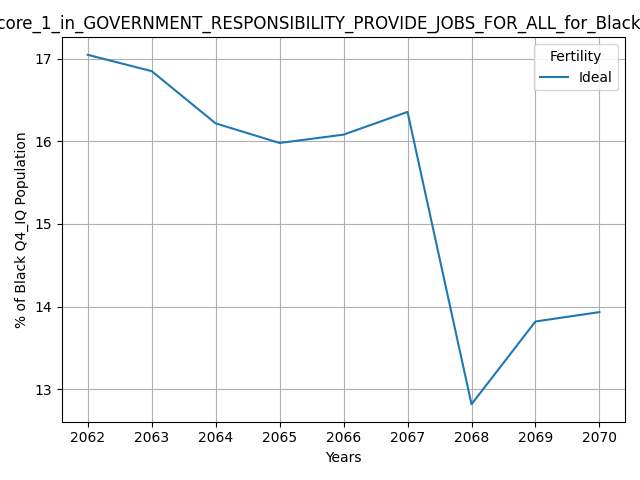 core_1_in_GOVERNMENT_RESPONSIBILITY_PROVIDE_JOBS_FOR_ALL_for_Black
Fertility
Ideal
% of Black Q4_IQ Population
17
16
15
14
13
2062 2063 2064 2065 2066 2067 2068 2069 2070
Years